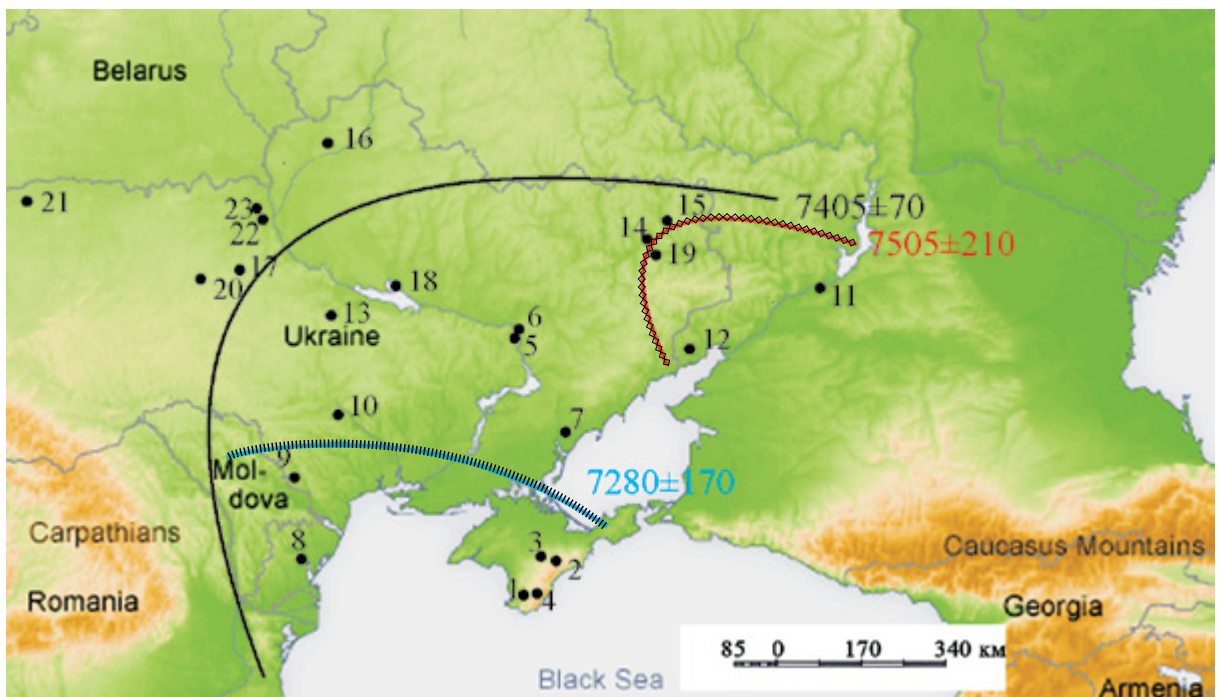 Belarus
16
21
23
22
15
7405±70
14
7505±210
19
17
20
18
11
13
6
Ukraine
5
12
10
7
9
Mol-
dova
7280±170
Carpathians
8
3
2
Caucasus Mountains
1
4
Romania
Georgia
85 0 170 340 км
Black Sea
Armenia